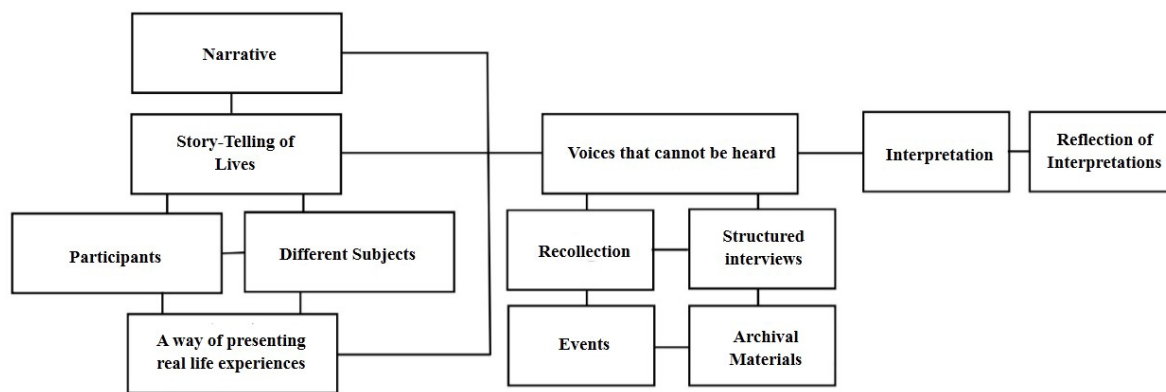 Narrative
Story-Telling of
Lives
Participants
Different Subjects
A way of presenting
real life experiences
Voices that cannot be heard
Recollection
Structured
interviews
Events
Archival
Materials
Interpretation
Reflection of
Interpretations